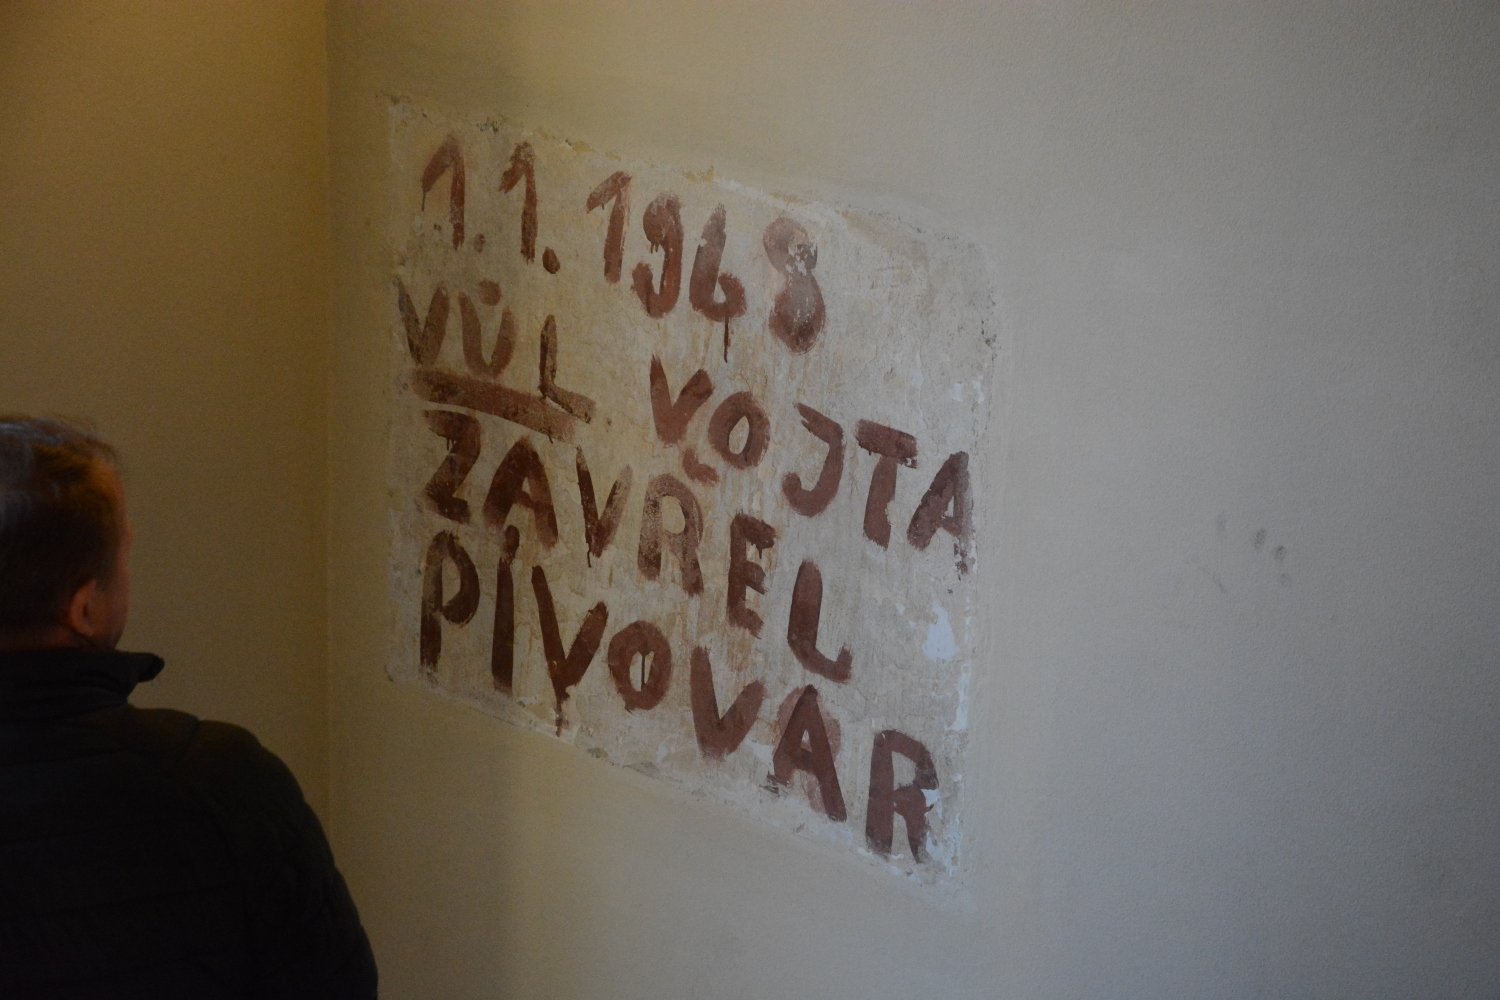 1.1.1968
VŮL VOJTA
ZAVŘEL
PIVOVAR